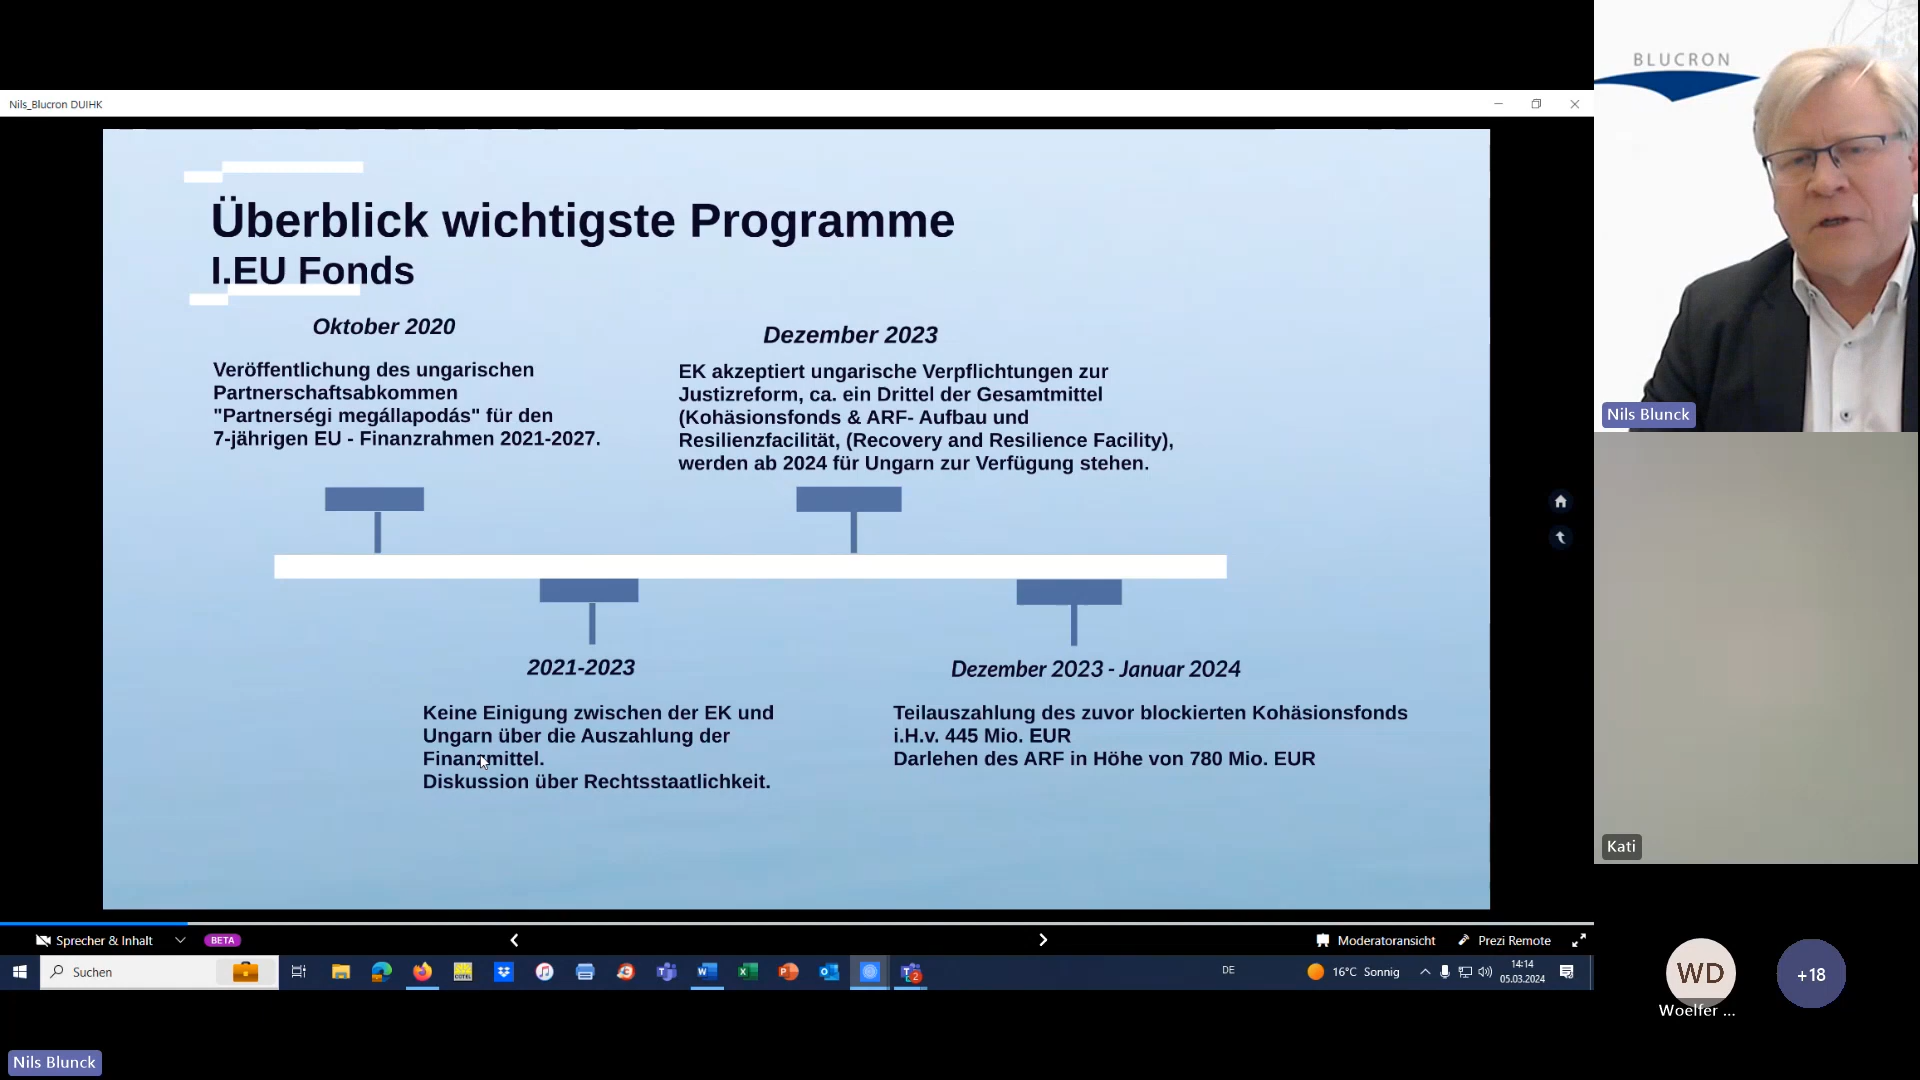 BLUCRON
Nils_Blucron DUIHK
Überblick wichtigste Programme
I.EU Fonds
Oktober 2020
Veröffentlichung des ungarischen
Partnerschaftsabkommen
"Partnerségi megállapodás" für den
7-jährigen EU - Finanzrahmen 2021-2027.
Dezember 2023
EK akzeptiert ungarische Verpflichtungen zur
Justizreform, ca. ein Drittel der Gesamtmittel
(Kohäsionsfonds & ARF- Aufbau und
Resilienzfacilität, (Recovery and Resilience Facility),
werden ab 2024 für Ungarn zur Verfügung stehen.
2021-2023
Keine Einigung zwischen der EK und
Ungarn über die Auszahlung der
Finanzmittel.
Diskussion über Rechtsstaatlichkeit.
Dezember 2023 - Januar 2024
Teilauszahlung des zuvor blockierten Kohäsionsfonds
i.H.v. 445 Mio. EUR
Darlehen des ARF in Höhe von 780 Mio. EUR
Nils Blunck
Kati
Sprecher & Inhalt
BETA
Moderatoransicht
Prezi Remote
Suchen
DE
16°C Sonnig
14:14
05.03.2024
WD
+18
Woelfer ...
Nils Blunck